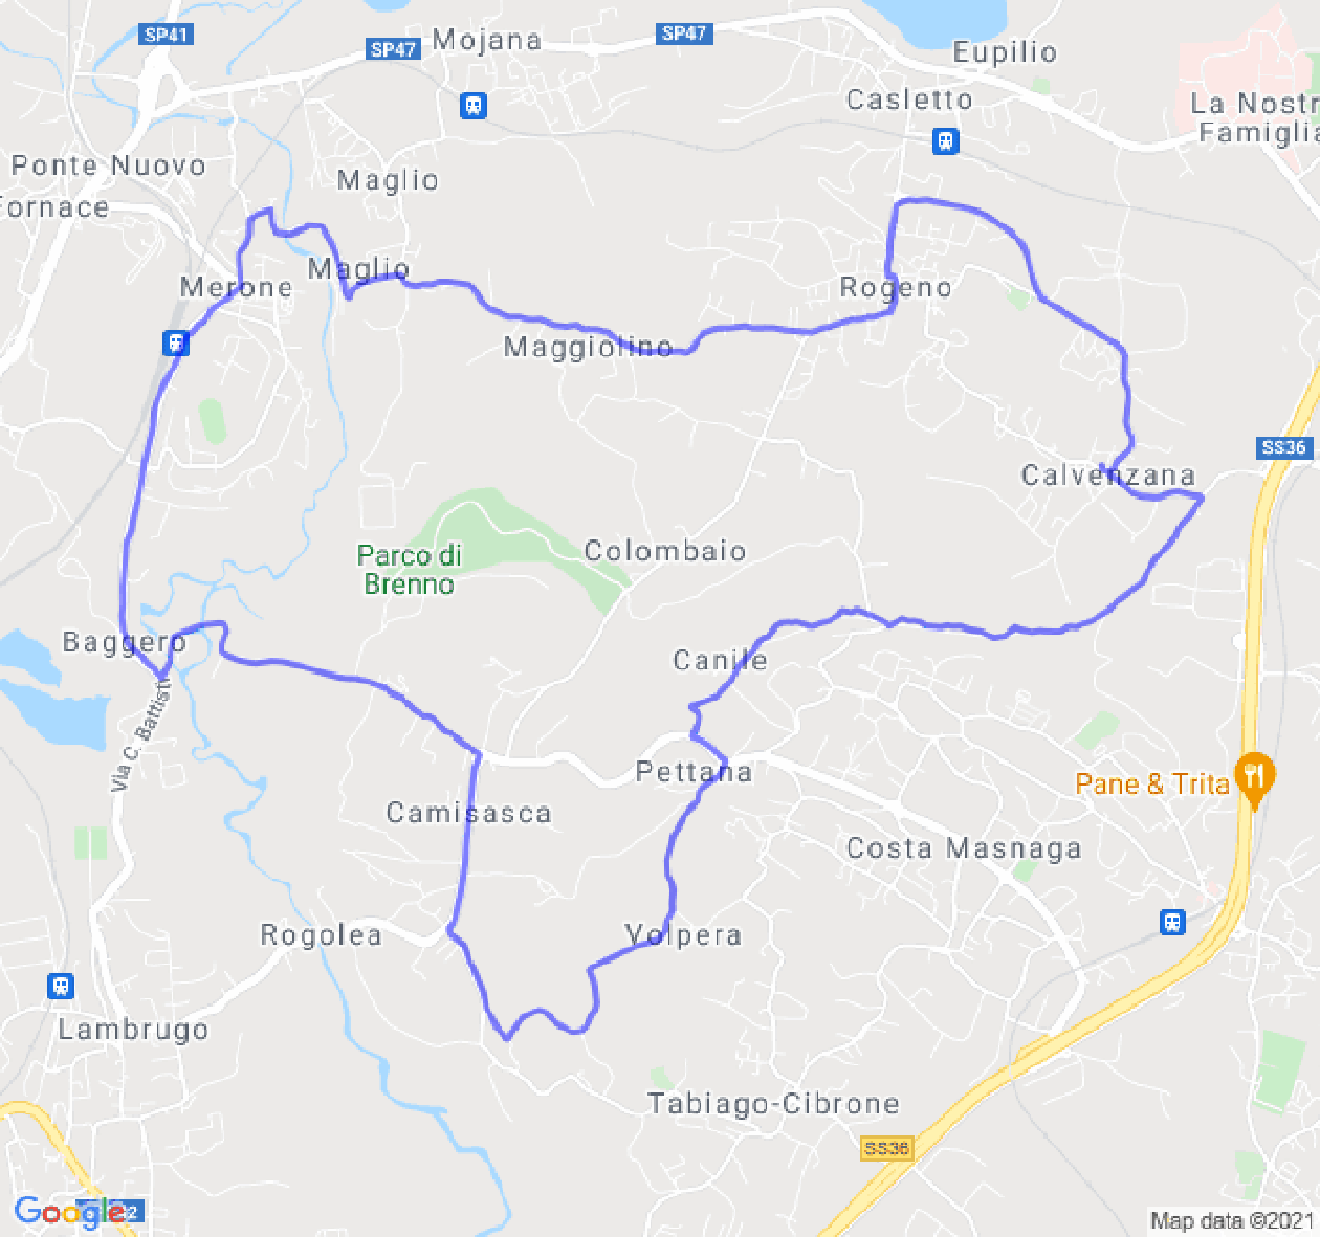 SP41
SP47
Mojana
SP47
Eupilio
Casletto
La Nostr
Famiglia
Ponte Nuovo
Fornace
Maglio
Maglio
Merone
Rogeno
Maggiolino
SS36
Calvenzana
Colombaio
Parco di
Brenno
Baggero
Canile
Via C. Battisti
Pettana
Pane & Trita
Camisasca
Costa Masnaga
Rogolea
Volpera
Lambrugo
Tabiago-Cibrone
SS36
Google
Map data ©2021